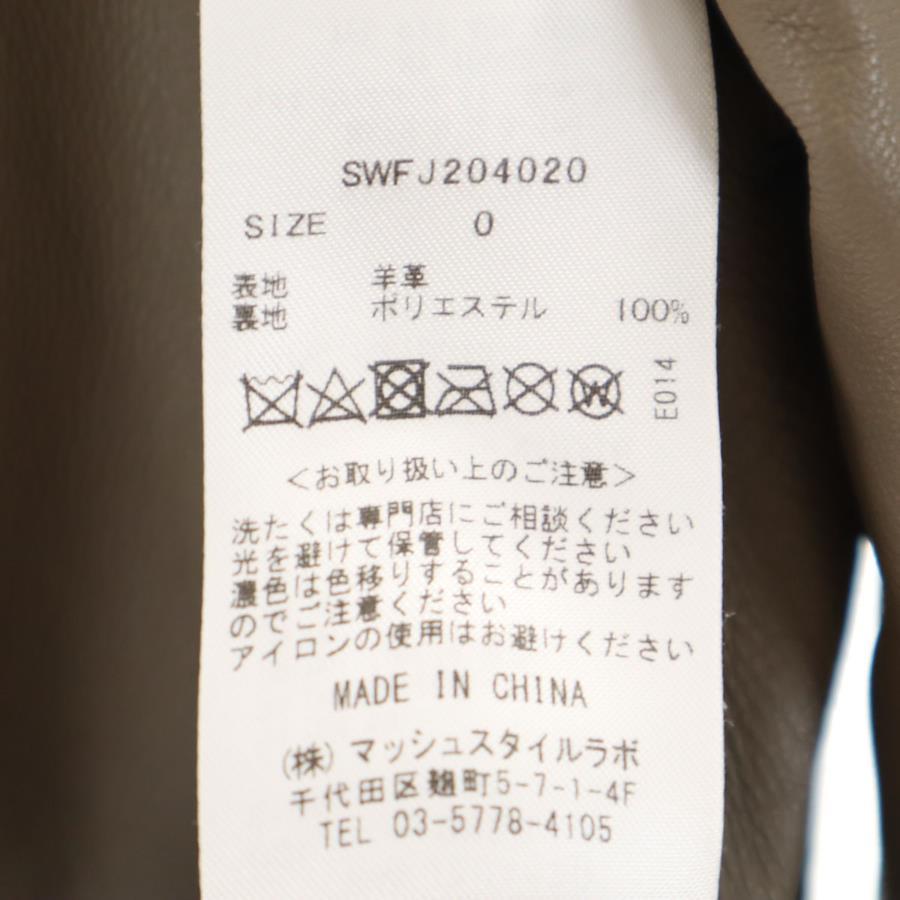 SWFJ204020
SIZE 0
表地 羊革
裏地 ポリエステル 100%
W
E014
<お取り扱い上のご注意>
洗たくは専門店にご相談ください
光を避けて保管してください
濃色は色移りすることがあります
のでご注意ください
アイロンの使用はお避けください
MADE IN CHINA
(株)マッシュスタイルラボ
千代田区麹町5-7-1-4F
TEL 03-5778-4105